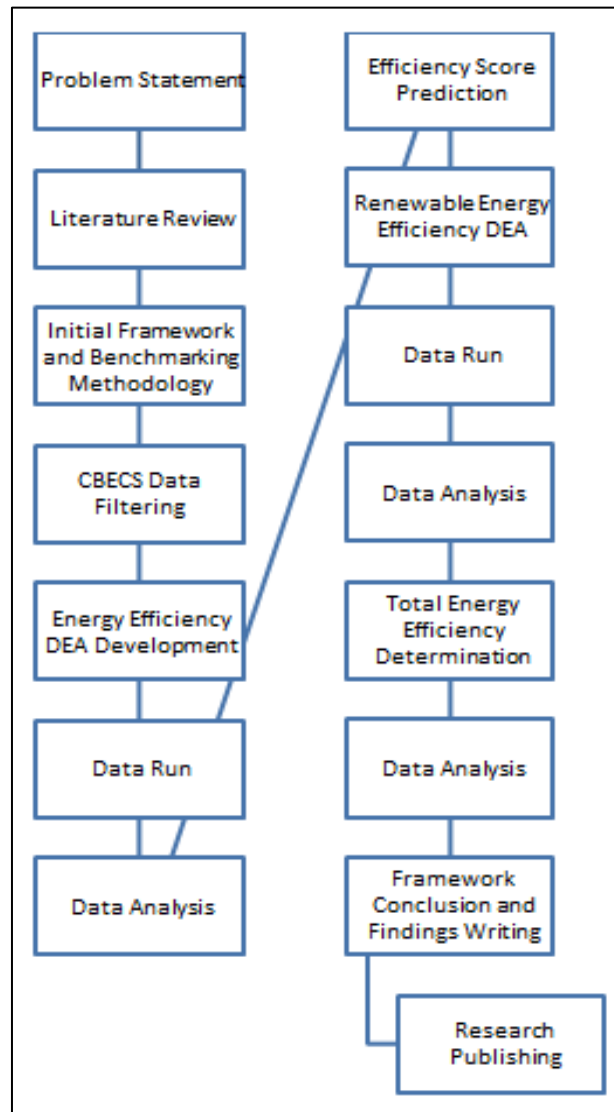 Problem Statement
Literature Review
Initial Framework
and Benchmarking
Methodology
CBECS Data
Filtering
Energy Efficiency
DEA Development
Data Run
Data Analysis
Efficiency Score
Prediction
Renewable Energy
Efficiency DEA
Data Run
Data Analysis
Total Energy
Efficiency
Determination
Data Analysis
Framework
Conclusion and
Findings Writing
Research
Publishing